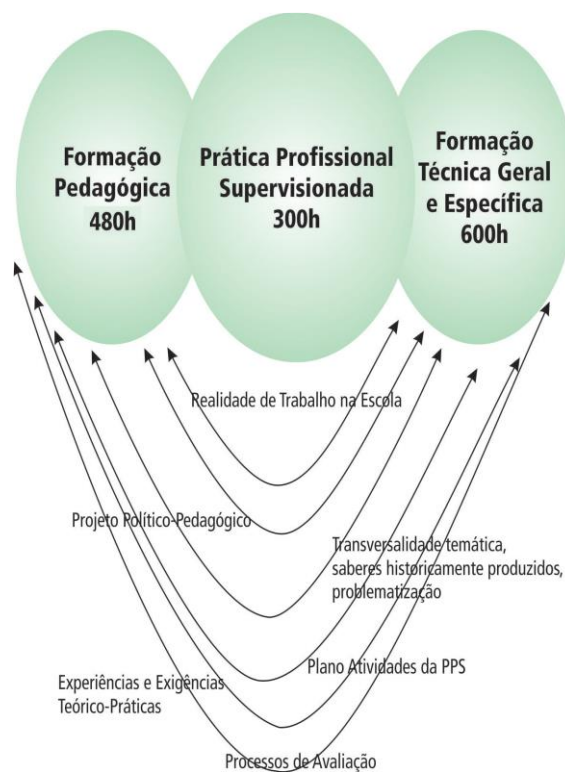 Formação
Pedagógica
480h
Prática Profissional
Supervisionada
300h
Formação
Técnica Geral
e Específica
600h
Realidade de Trabalho na Escola
Projeto Político-Pedagógico
Transversalidade temática,
saberes historicamente produzidos,
problematização
Plano Atividades da PPS
Experiências e Exigências
Teórico-Práticas
Processos de Avaliação